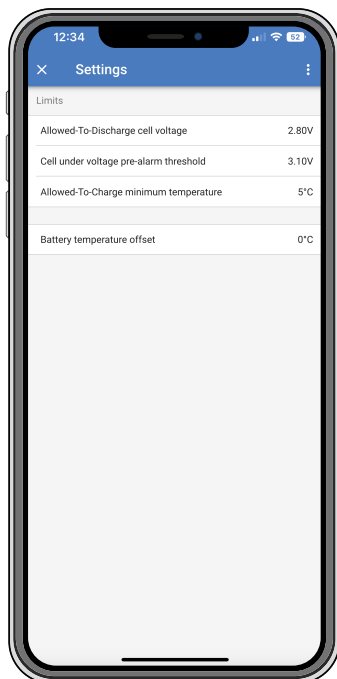 12:34
52
Settings
Limits
Allowed-To-Discharge cell voltage 2.80V
Cell under voltage pre-alarm threshold 3.10V
Allowed-To-Charge minimum temperature 5°C
Battery temperature offset 0°C